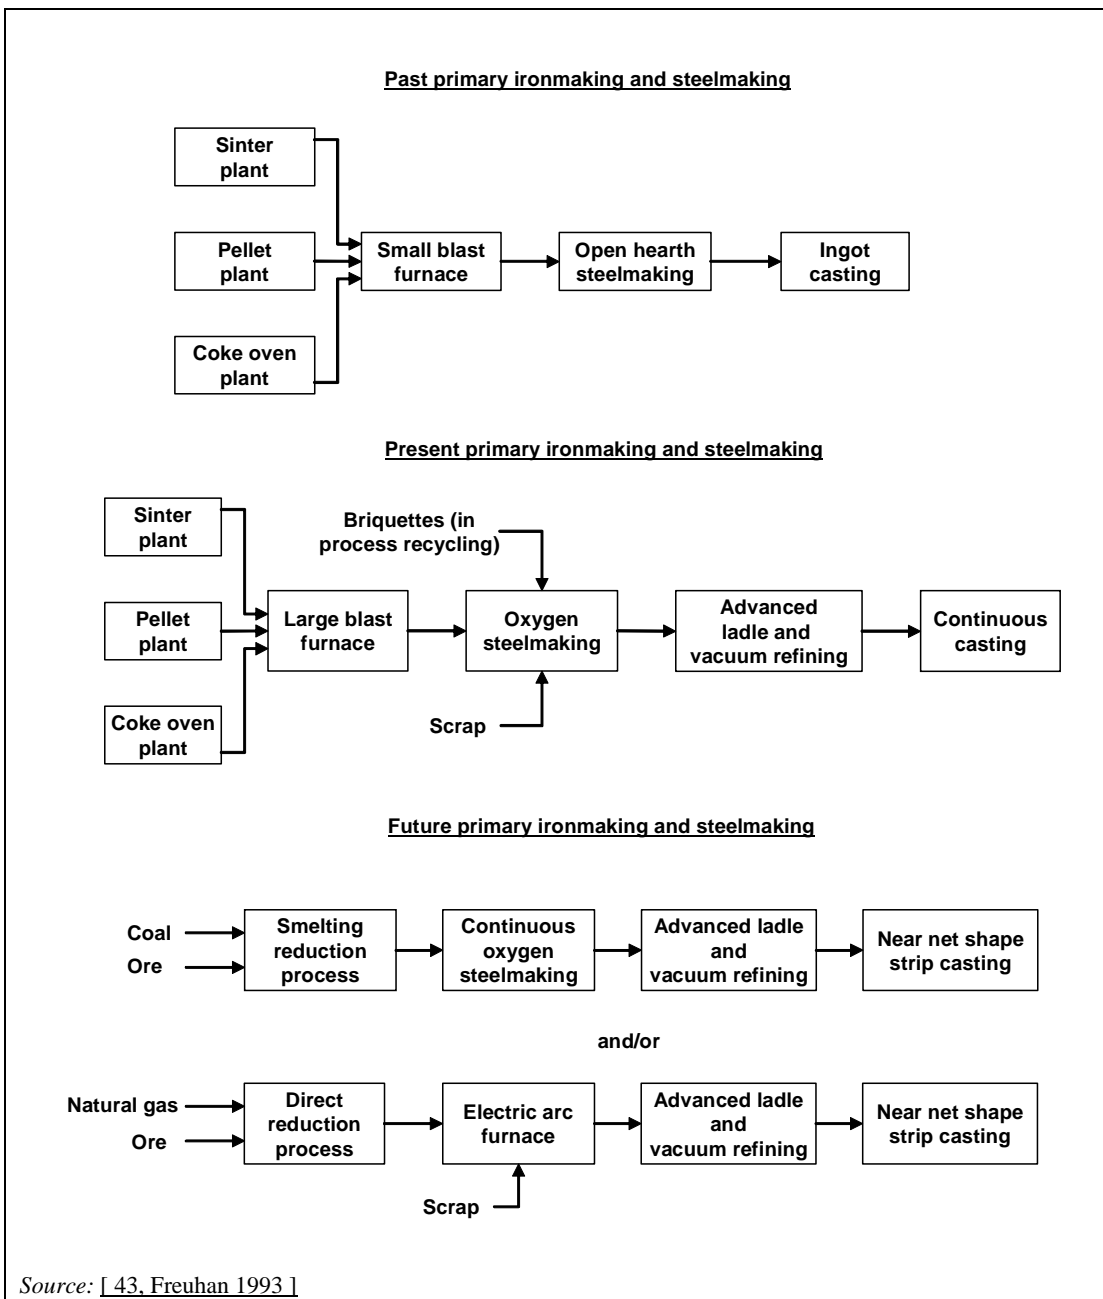 Past primary ironmaking and steelmaking
Sinter
plant
Pellet
plant
Coke oven
plant
Small blast
furnace
Open hearth
steelmaking
Ingot
casting
Present primary ironmaking and steelmaking
Sinter
plant
Pellet
plant
Coke oven
plant
Large blast
furnace
Briquettes (in
process recycling)
Oxygen
steelmaking
Scrap
Advanced
ladle and
vacuum refining
Continuous
casting
Future primary ironmaking and steelmaking
Coal
Ore
Smelting
reduction
process
Continuous
oxygen
steelmaking
Advanced ladle
and
vacuum refining
Near net shape
strip casting
and/or
Natural gas
Ore
Direct
reduction
process
Electric arc
furnace
Scrap
Advanced ladle
and
vacuum refining
Near net shape
strip casting
Source: [ 43, Freuhan 1993 ]